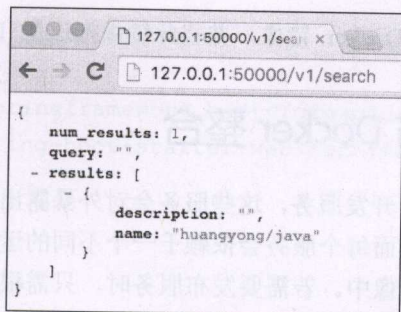 127.0.0.1:50000/v1/sear ×
127.0.0.1:50000/v1/search
{
num_results: 1,
query: "",
- results: [
{
description: "",
name: "huangyong/java"
}
]
}